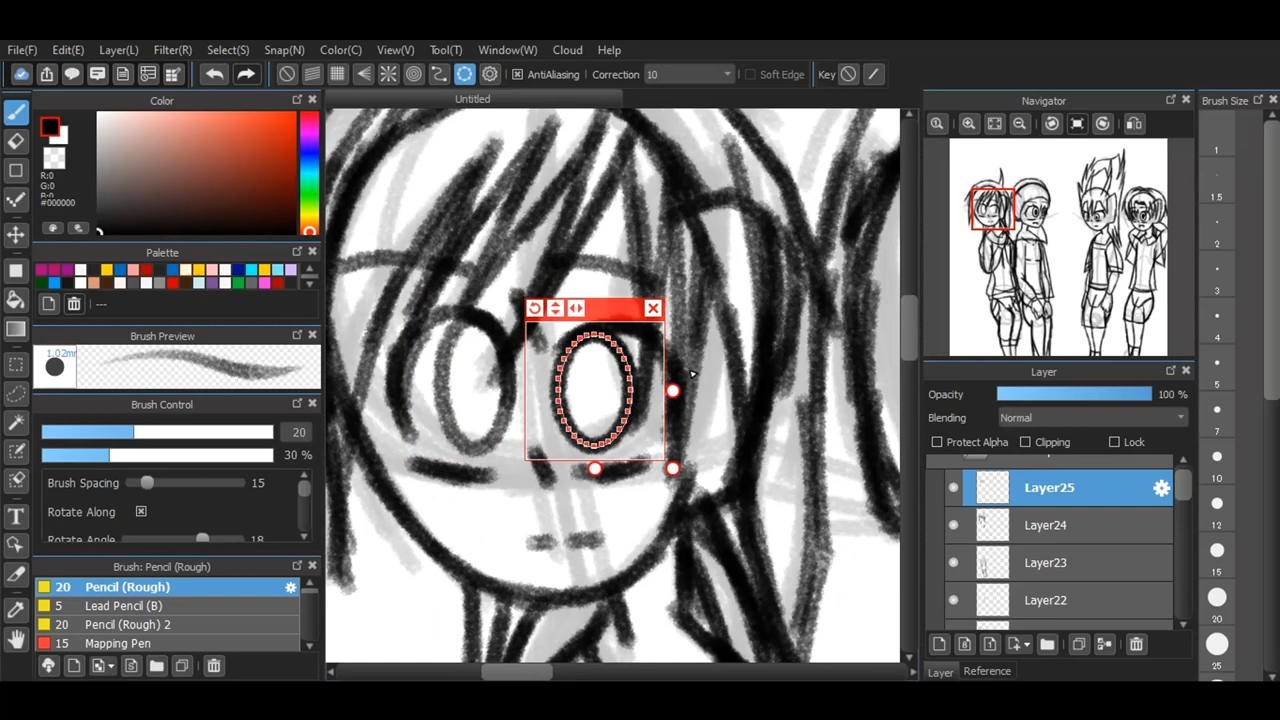 File(F) Edit(E) Layer(L) Filter(R) Select(S) Snap(N) Color(C) View(V) Tool(T) Window(W) Cloud Help
AntiAliasing Correction 10 Soft Edge Key
Color
R:0
G:0
B:0
#000000
Palette
---
Brush Preview
1.02mm
Brush Control
20
30 %
Brush Spacing 15
Rotate Along
Rotate Angle 18
Brush: Pencil (Rough)
20 Pencil (Rough)
5 Lead Pencil (B)
20 Pencil (Rough) 2
15 Mapping Pen
Untitled
Navigator
Layer
Opacity 100 %
Blending Normal
Protect Alpha Clipping Lock
Layer25
Layer24
Layer23
Layer22
Layer Reference
Brush Size
1
1.5
2
3
4
5
7
10
12
15
20
25